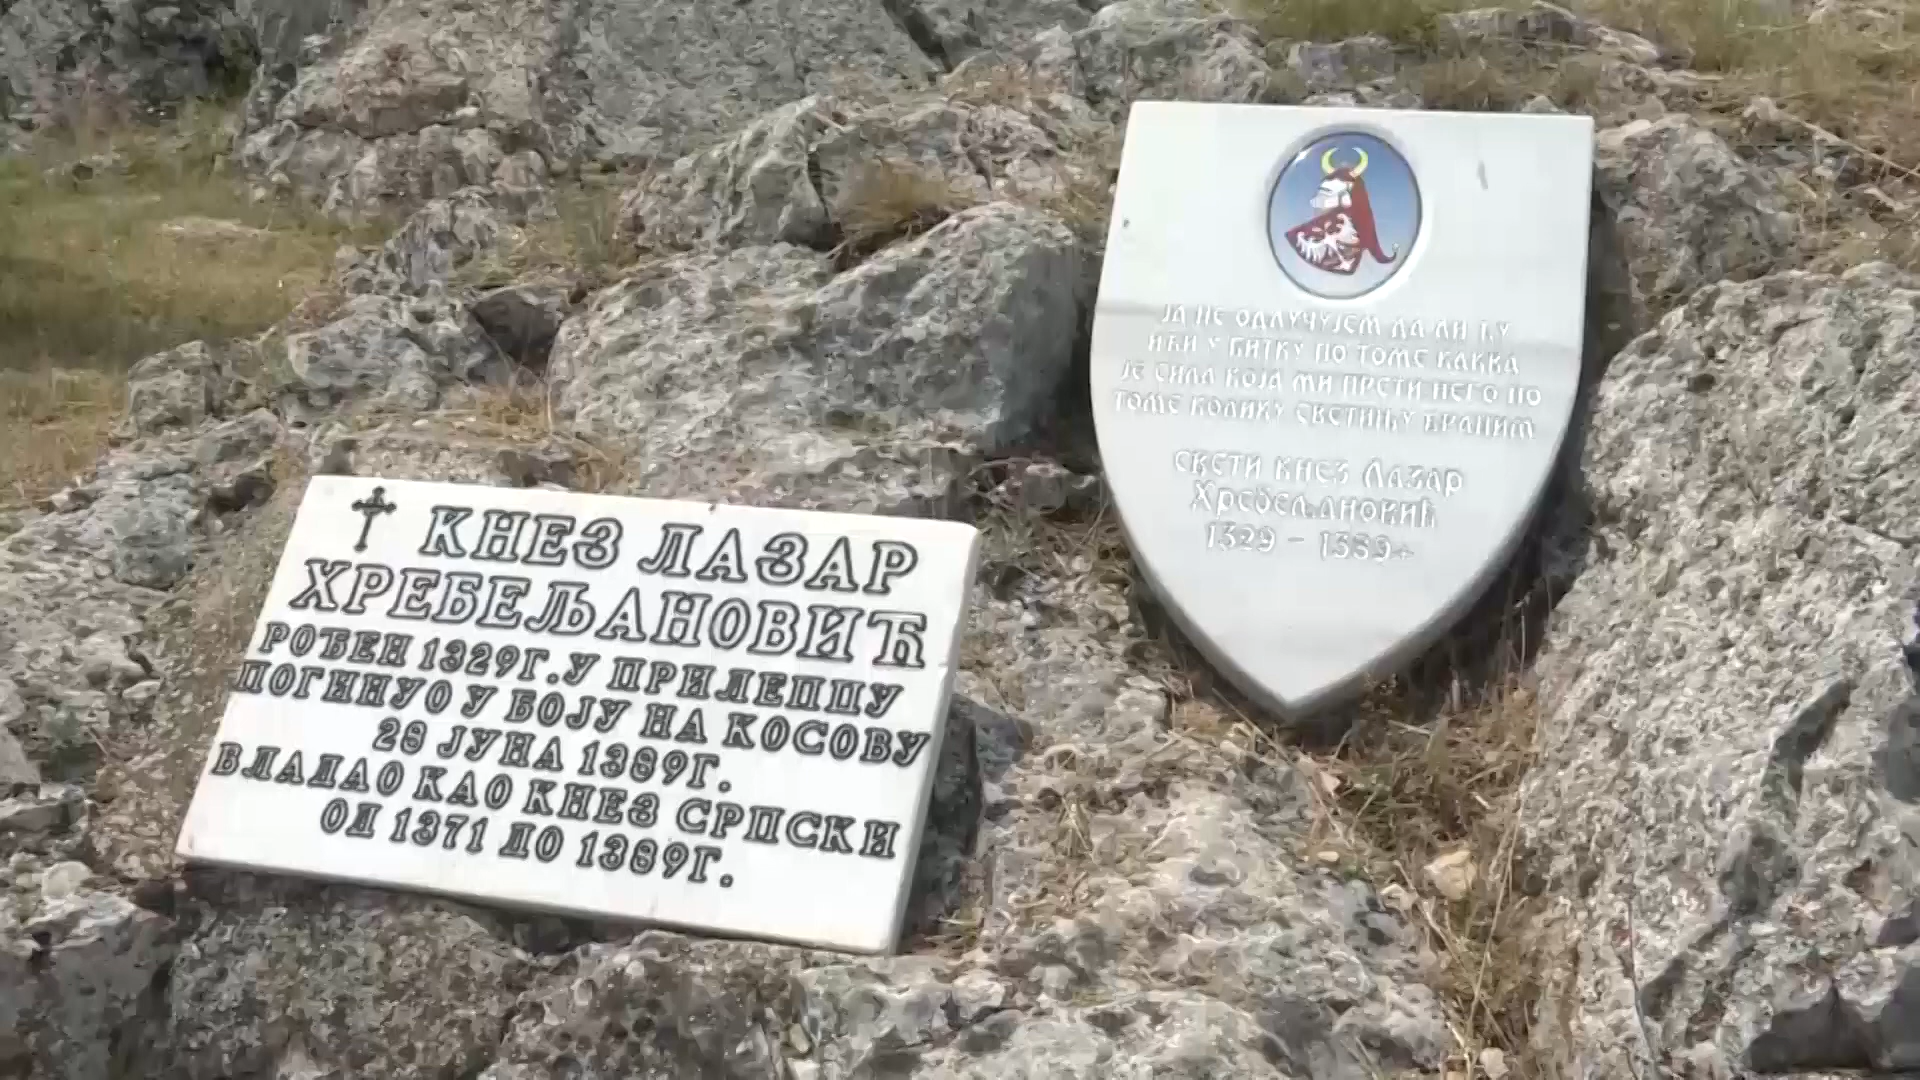 КНЕЗ ЛАЗАР
ХРЕБЕЉАНОВИЋ
РОЂЕН 1329Г. У ПРИЛЕПЦУ
ПОГИНУО У БОЈУ НА КОСОВУ
28 ЈУНА 1389Г.
ВЛАДАО КАО КНЕЗ СРПСКИ
ОД 1371 ДО 1389Г.
ЈА НЕ ОДЛУЧУЈЕМ ДА ЛИ ЋУ
ИЋИ У БИТКУ ПО ТОМЕ КАКВА
ЈЕ СИЛА КОЈА МИ ПРЕТИ НЕГО ПО
ТОМЕ КОЛИКУ СВЕТИЊУ БРАНИМ
СВЕТИ КНЕЗ ЛАЗАР
ХРЕБЕЉАНОВИЋ
1329 - 1389+